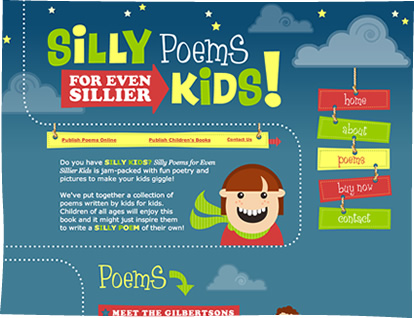 SiLLY Poems
FOR EVEN
SILLIER
KiDS!
home
about
poems
buy now
contact
Publish Poems Online Publish Children's Books Contact Us
Do you have SILLY KIDS? Silly Poems for Even
Sillier Kids is jam-packed with fun poetry and
pictures to make your kids giggle!
We've put together a collection of
poems written by kids for kids.
Children of all ages will enjoy this
book and it might just inspire them
to write a SILLY POEM of their own!
Poems
MEET THE GILBERTSONS